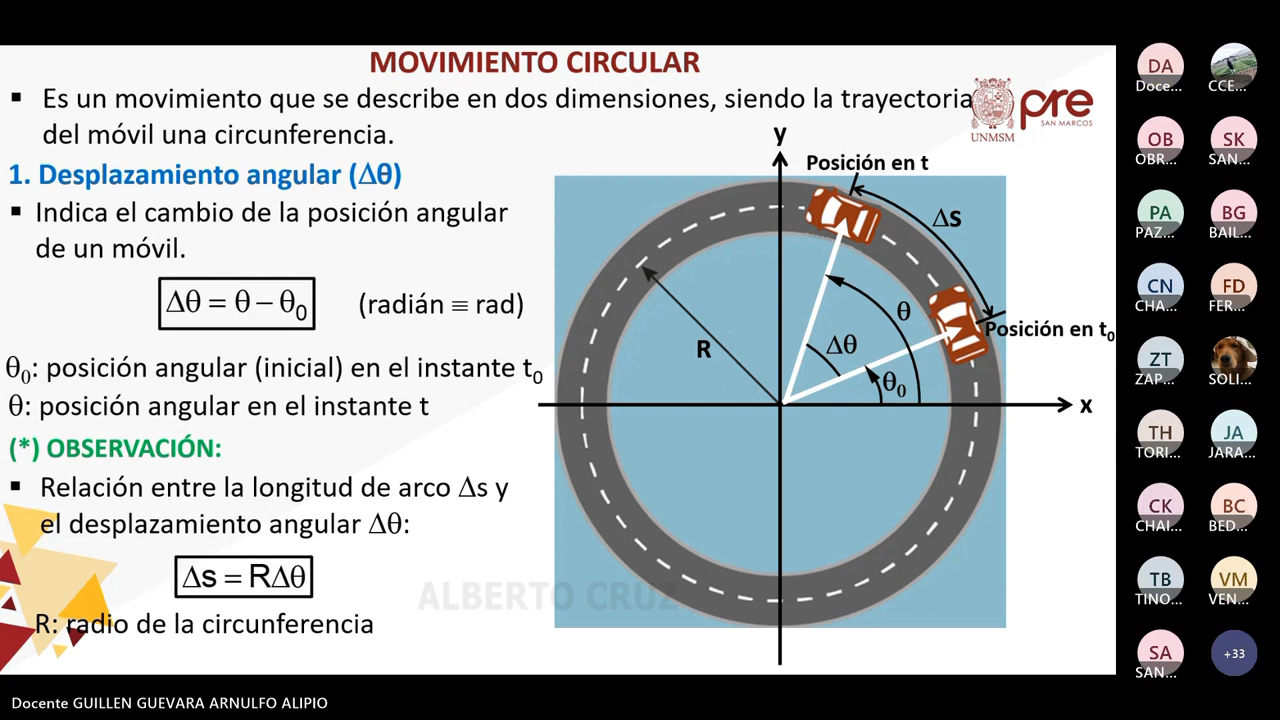 MOVIMIENTO CIRCULAR
▪ Es un movimiento que se describe en dos dimensiones, siendo la trayectoria
del móvil una circunferencia.
UNMSM
pre
SAN MARCOS
1. Desplazamiento angular (Δθ)
▪ Indica el cambio de la posición angular
de un móvil.
Δθ = θ − θ₀ (radián ≡ rad)
θ₀: posición angular (inicial) en el instante t₀
θ: posición angular en el instante t
(*) OBSERVACIÓN:
▪ Relación entre la longitud de arco Δs y
el desplazamiento angular Δθ:
Δs = RΔθ
R: radio de la circunferencia
y
Posición en t
ΔS
Posición en t₀
θ
R
Δθ
θ₀
x
ALBERTO CRUZ
DA
Doce...
CCE...
OB
OBR...
SK
SAN...
PA
PAZ...
BG
BAIL...
CN
CHA...
FD
FER...
ZT
ZAP...
SOLI...
TH
TORI...
JA
JARA...
CK
CHAI...
BC
BED...
TB
TINO...
VM
VEN...
SA
SAN...
+33
Docente GUILLEN GUEVARA ARNULFO ALIPIO